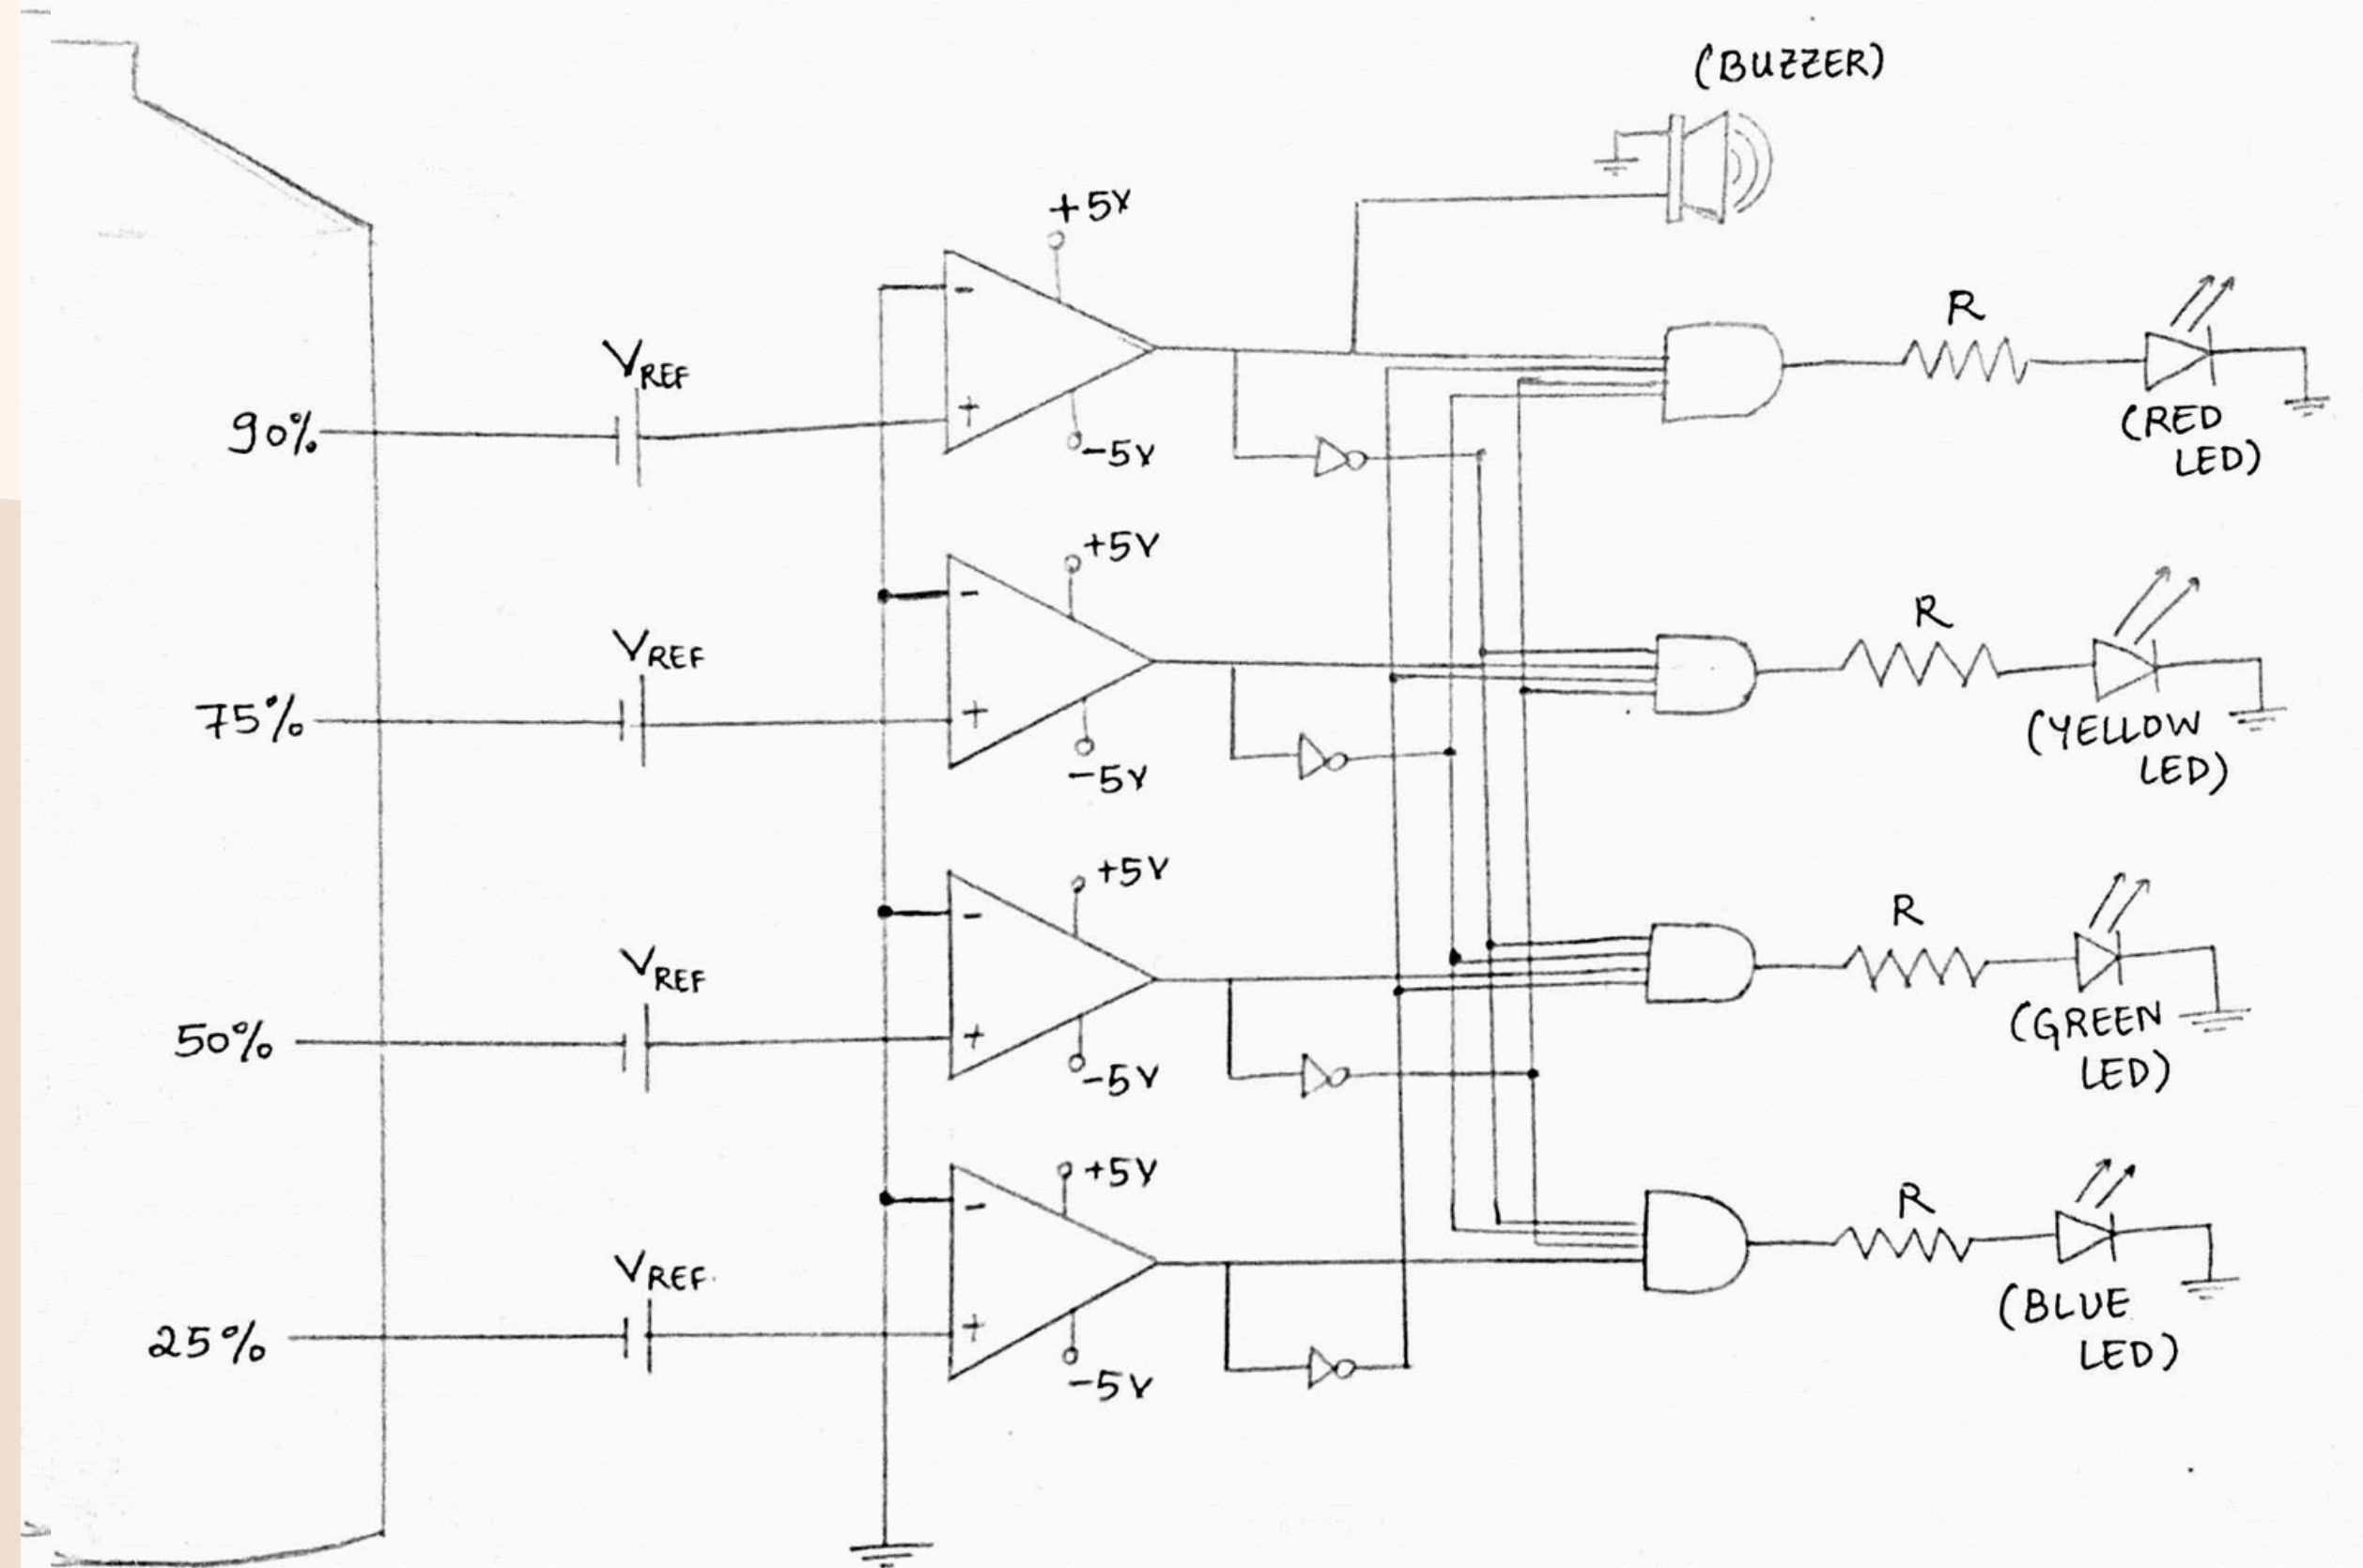 (BUZZER)
+5V
-
+
-5V
R
(RED
LED)
VREF
90%
+5V
-
+
-5V
R
(YELLOW
LED)
VREF
75%
+5V
-
+
-5V
R
(GREEN
LED)
VREF
50%
+5V
-
+
-5V
R
(BLUE
LED)
VREF.
25%